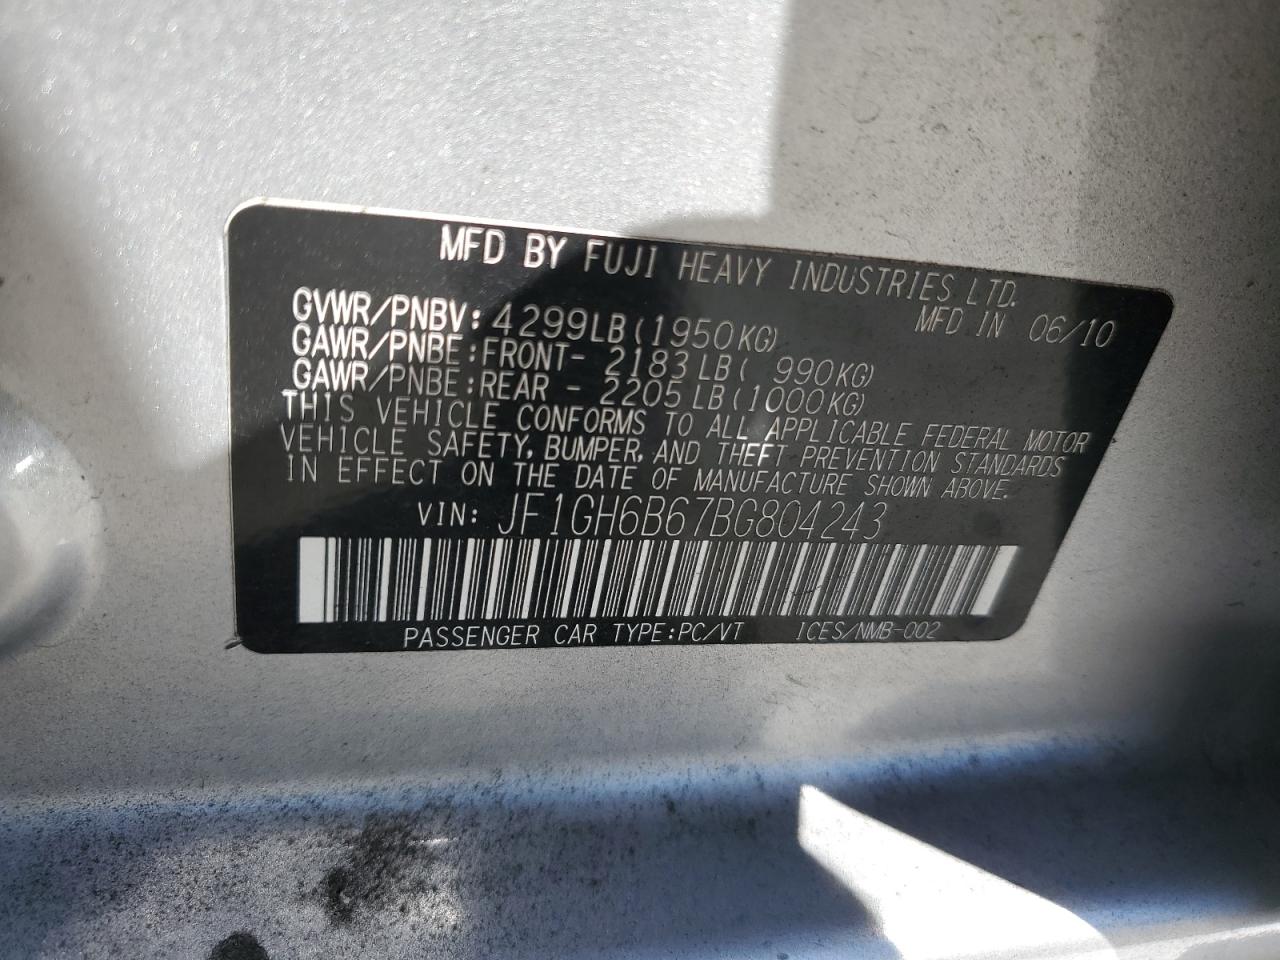 MFD BY FUJI HEAVY INDUSTRIES LTD.
MFD IN 06/10
GVWR/PNBV: 4299LB(1950KG)
GAWR/PNBE:FRONT- 2183LB( 990KG)
GAWR/PNBE:REAR - 2205LB(1000KG)
THIS VEHICLE CONFORMS TO ALL APPLICABLE FEDERAL MOTOR
VEHICLE SAFETY, BUMPER, AND THEFT PREVENTION STANDARDS
IN EFFECT ON THE DATE OF MANUFACTURE SHOWN ABOVE.
VIN: JF1GH6B67BG804243
PASSENGER CAR TYPE:PC/VT ICES/NMB-002